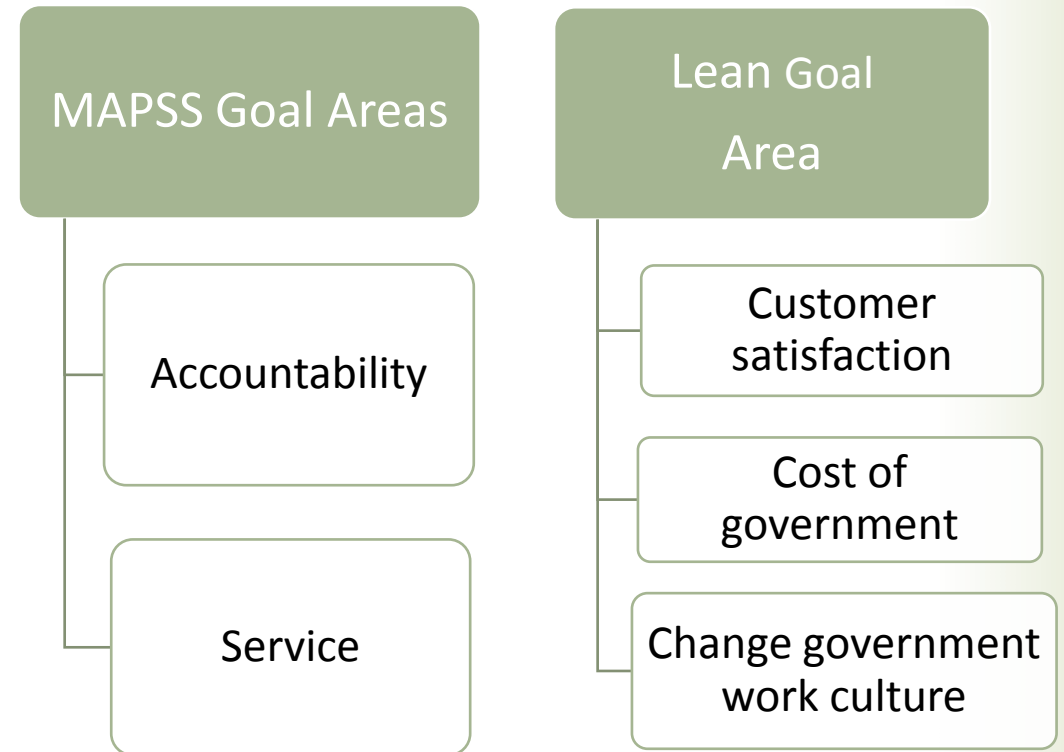 MAPSS Goal Areas
Accountability
Service
Lean Goal
Area
Customer
satisfaction
Cost of
government
Change government
work culture